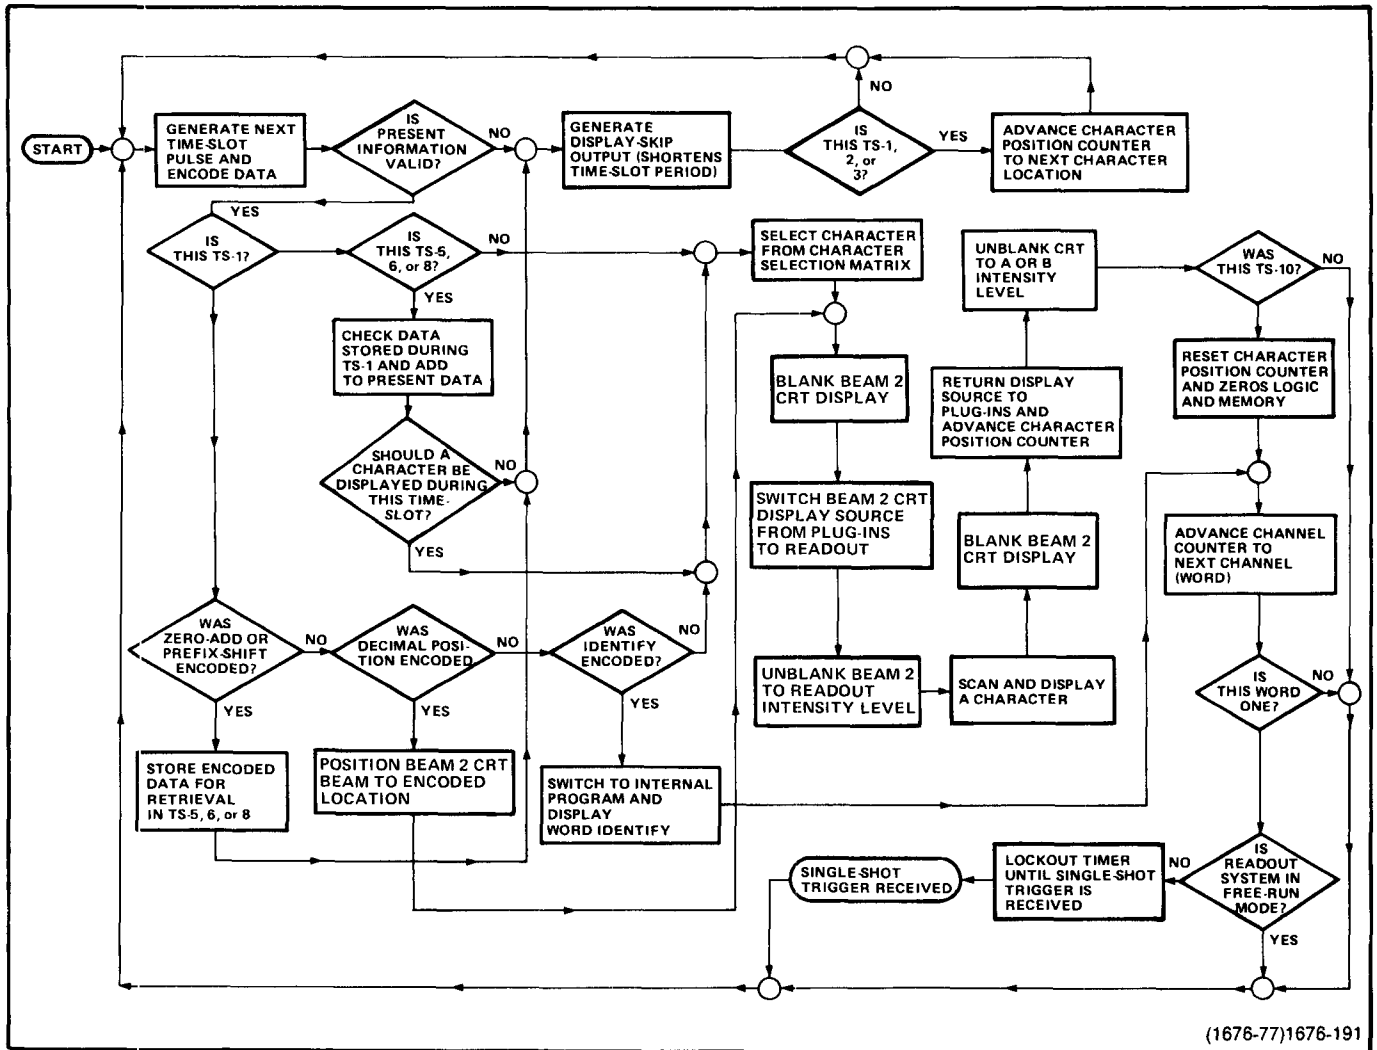 START
GENERATE NEXT
TIME-SLOT
PULSE AND
ENCODE DATA
IS
PRESENT
INFORMATION
VALID?
NO
YES
GENERATE
DISPLAY-SKIP
OUTPUT (SHORTENS
TIME-SLOT PERIOD)
IS
THIS TS-1,
2, or
3?
NO
YES
ADVANCE CHARACTER
POSITION COUNTER
TO NEXT CHARACTER
LOCATION
IS
THIS TS-1?
IS
THIS TS-5,
6, or 8?
NO
YES
CHECK DATA
STORED DURING
TS-1 AND ADD
TO PRESENT DATA
SHOULD A
CHARACTER BE
DISPLAYED DURING
THIS TIME-
SLOT?
NO
YES
WAS
ZERO-ADD OR
PREFIX-SHIFT
ENCODED?
NO
YES
STORE ENCODED
DATA FOR
RETRIEVAL
IN TS-5, 6, or 8
WAS
DECIMAL POSI-
TION ENCODED
NO
YES
POSITION BEAM 2 CRT
BEAM TO ENCODED
LOCATION
WAS
IDENTIFY
ENCODED?
NO
YES
SWITCH TO INTERNAL
PROGRAM AND
DISPLAY
WORD IDENTIFY
SELECT CHARACTER
FROM CHARACTER
SELECTION MATRIX
BLANK BEAM 2
CRT DISPLAY
SWITCH BEAM 2 CRT
DISPLAY SOURCE
FROM PLUG-INS
TO READOUT
UNBLANK BEAM 2
TO READOUT
INTENSITY LEVEL
SCAN AND DISPLAY
A CHARACTER
BLANK BEAM 2
CRT DISPLAY
RETURN DISPLAY
SOURCE TO
PLUG-INS AND
ADVANCE CHARACTER
POSITION COUNTER
UNBLANK CRT
TO A OR B
INTENSITY
LEVEL
WAS
THIS TS-10?
NO
RESET CHARACTER
POSITION COUNTER
AND ZEROS LOGIC
AND MEMORY
ADVANCE CHANNEL
COUNTER TO
NEXT CHANNEL
(WORD)
IS
THIS WORD
ONE?
NO
IS
READOUT
SYSTEM IN
FREE-RUN
MODE?
NO
YES
LOCKOUT TIMER
UNTIL SINGLE-SHOT
TRIGGER IS
RECEIVED
SINGLE-SHOT
TRIGGER RECEIVED
(1676-77)1676-191